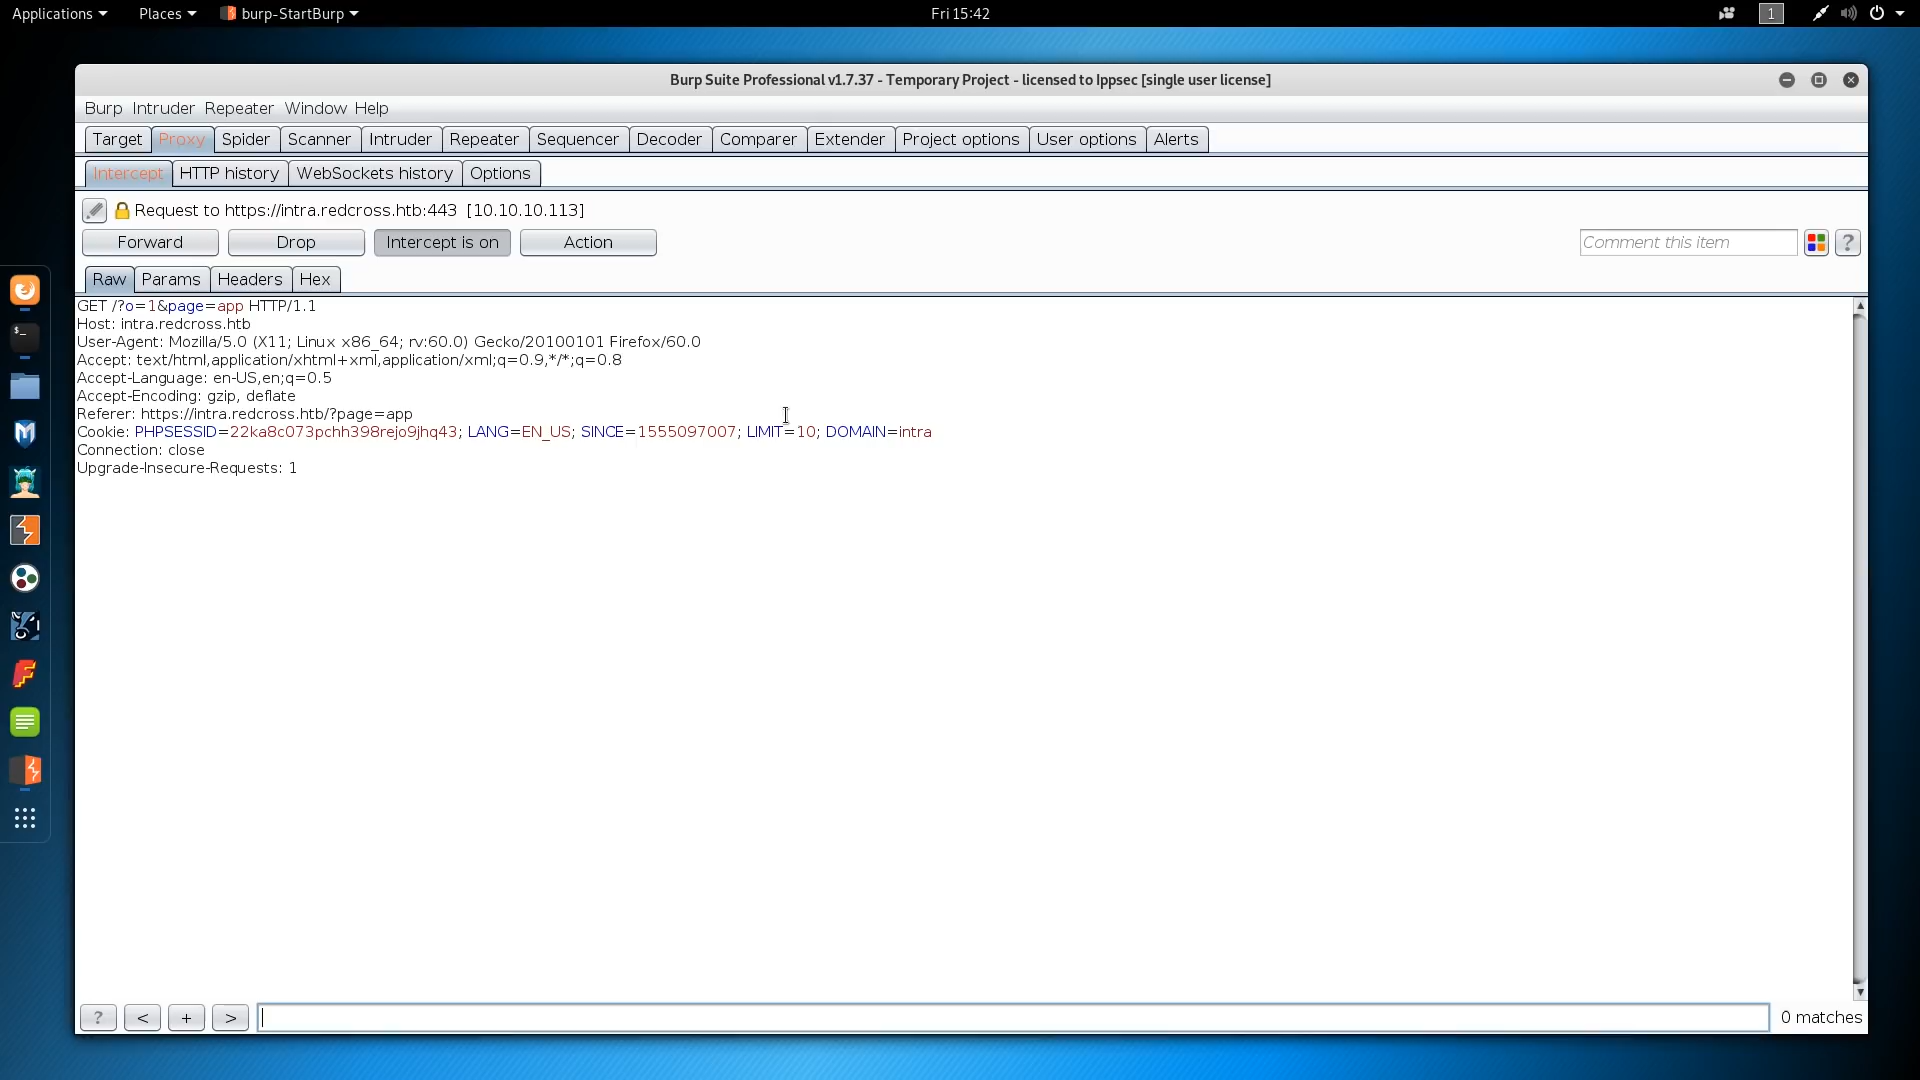 Applications Places burp-StartBurp Fri 15:42 1
Burp Suite Professional v1.7.37 - Temporary Project - licensed to Ippsec [single user license]
Burp Intruder Repeater Window Help
Target Proxy Spider Scanner Intruder Repeater Sequencer Decoder Comparer Extender Project options User options Alerts
Intercept HTTP history WebSockets history Options
Request to https://intra.redcross.htb:443 [10.10.10.113]
Forward Drop Intercept is on Action Comment this item ?
Raw Params Headers Hex
GET /?o=1&page=app HTTP/1.1
Host: intra.redcross.htb
User-Agent: Mozilla/5.0 (X11; Linux x86_64; rv:60.0) Gecko/20100101 Firefox/60.0
Accept: text/html,application/xhtml+xml,application/xml;q=0.9,*/*;q=0.8
Accept-Language: en-US,en;q=0.5
Accept-Encoding: gzip, deflate
Referer: https://intra.redcross.htb/?page=app
Cookie: PHPSESSID=22ka8c073pchh398rejo9jhq43; LANG=EN_US; SINCE=1555097007; LIMIT=10; DOMAIN=intra
Connection: close
Upgrade-Insecure-Requests: 1
? < + > 0 matches